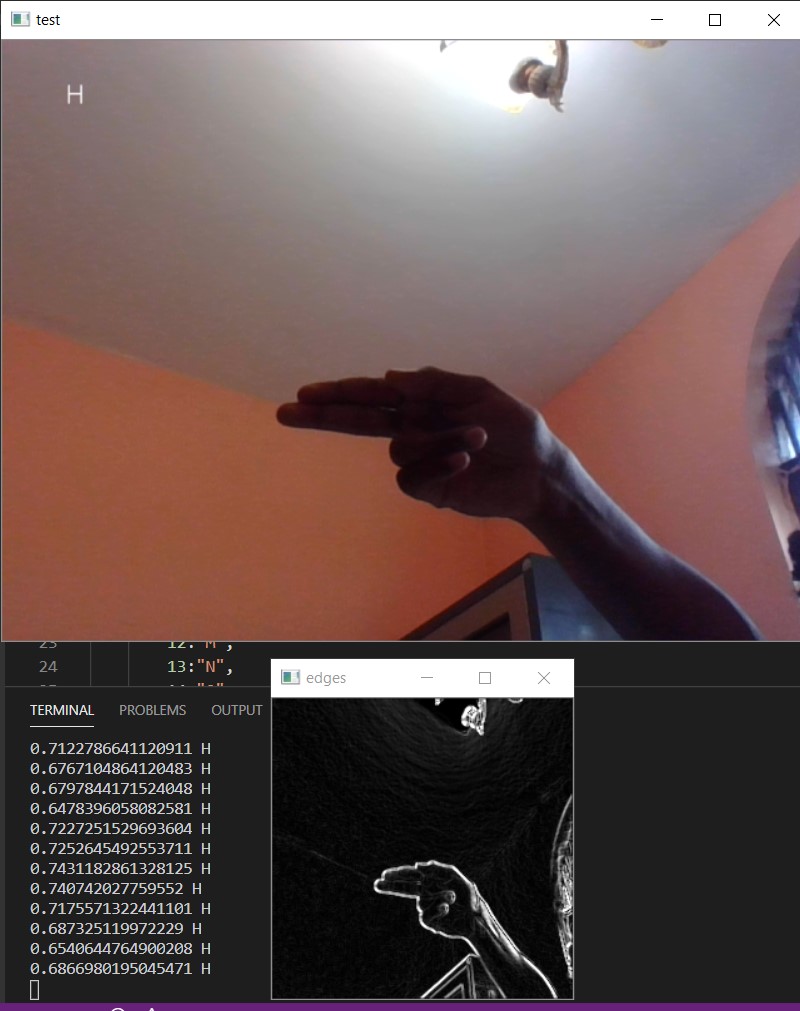 test
H
23 12:"M",
24 13:"N",
edges
TERMINAL PROBLEMS OUTPUT
0.7122786641120911 H
0.6767104864120483 H
0.6797844171524048 H
0.6478396058082581 H
0.7227251529693604 H
0.7252645492553711 H
0.7431182861328125 H
0.740742027759552 H
0.7175571322441101 H
0.687325119972229 H
0.6540644764900208 H
0.6866980195045471 H